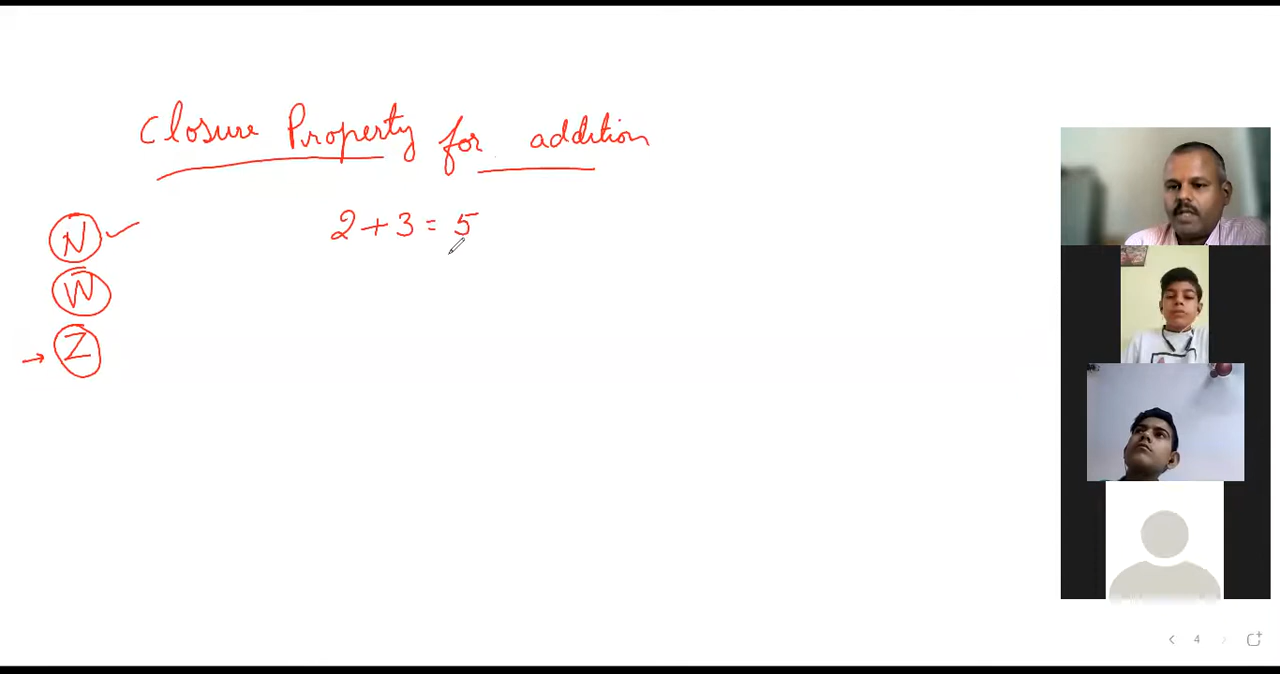 Closure Property for addition
N 2 + 3 = 5
W
→ Z
4